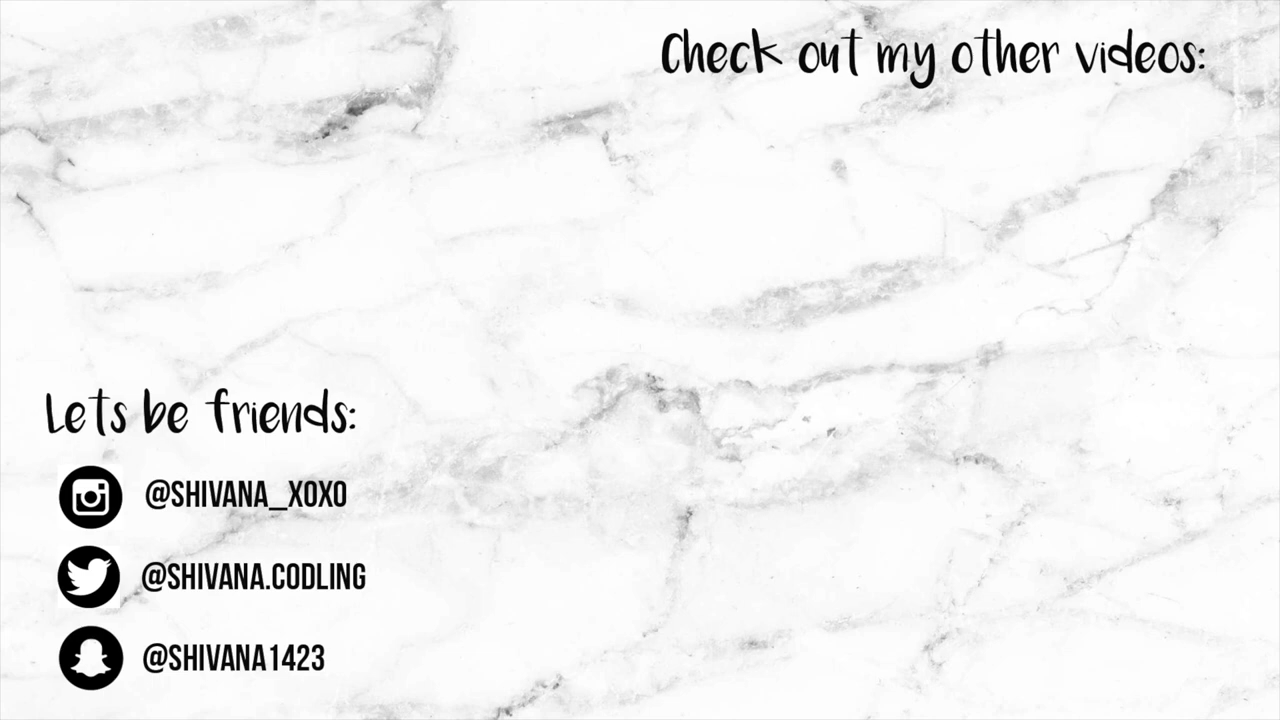 Check out my other videos:
Lets be friends:
@SHIVANA_XOXO
@SHIVANA.CODLING
@SHIVANA1423